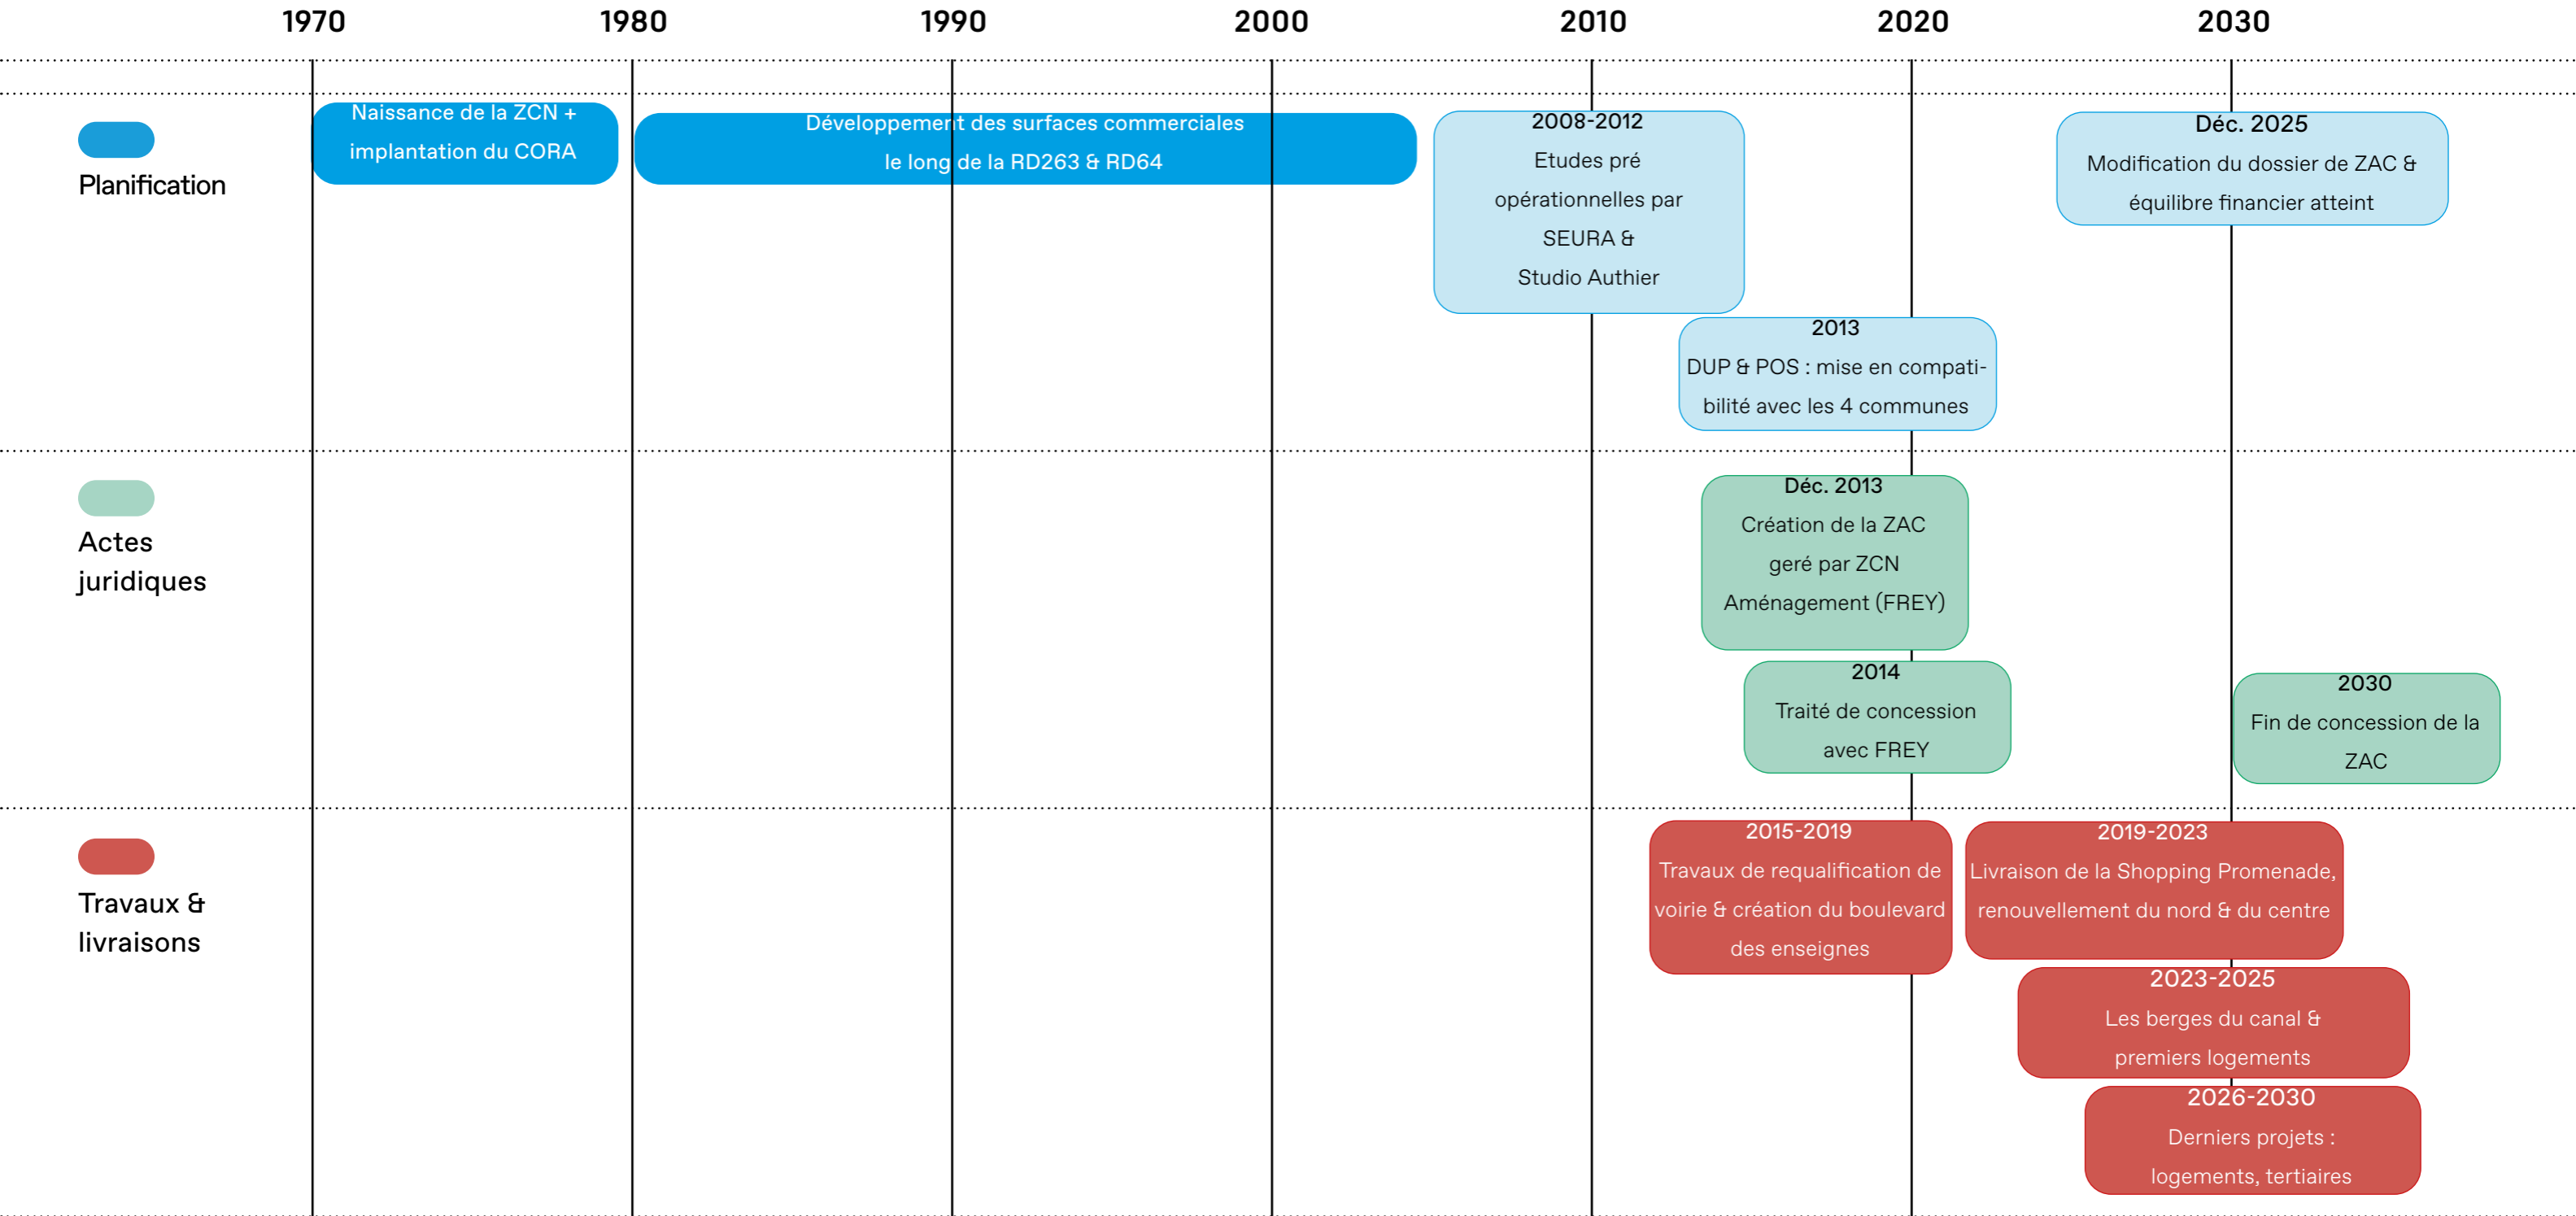 1970 1980 1990 2000 2010 2020 2030
Planification
Naissance de la ZCN +
implantation du CORA
Développement des surfaces commerciales
le long de la RD263 & RD64
2008-2012
Etudes pré
opérationnelles par
SEURA &
Studio Authier
2013
DUP & POS : mise en compati-
bilité avec les 4 communes
Déc. 2025
Modification du dossier de ZAC &
équilibre financier atteint
Actes
juridiques
Déc. 2013
Création de la ZAC
geré par ZCN
Aménagement (FREY)
2014
Traité de concession
avec FREY
2030
Fin de concession de la
ZAC
Travaux &
livraisons
2015-2019
Travaux de requalification de
voirie & création du boulevard
des enseignes
2019-2023
Livraison de la Shopping Promenade,
renouvellement du nord & du centre
2023-2025
Les berges du canal &
premiers logements
2026-2030
Derniers projets :
logements, tertiaires